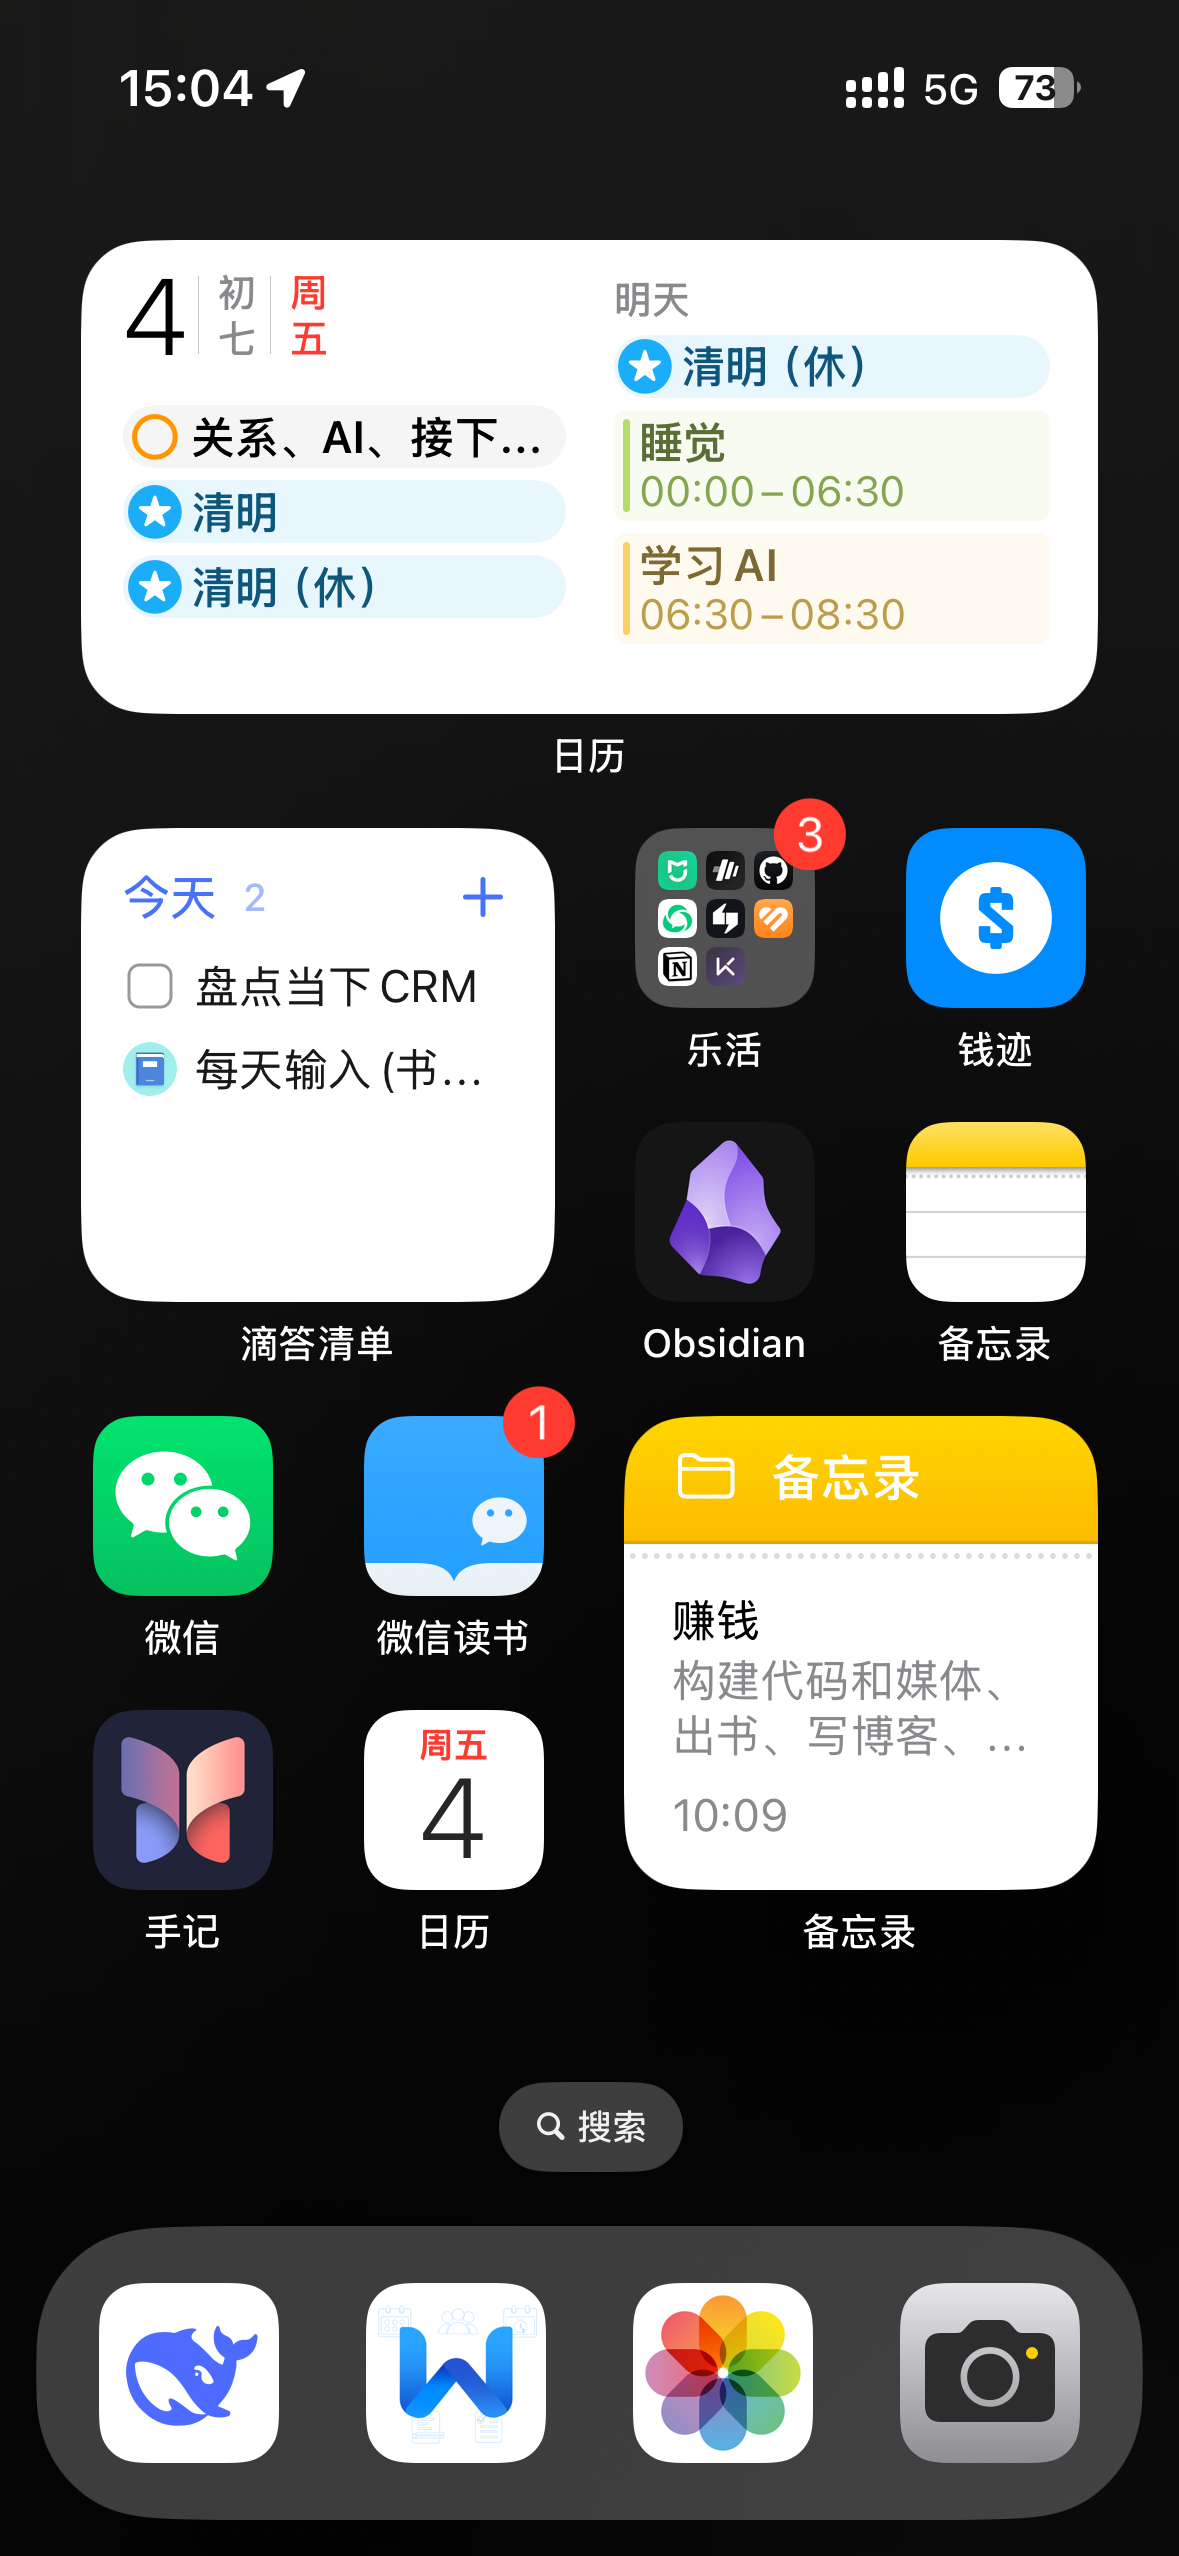 15:04
5G 73
4 初七 周五
关系、AI、接下…
清明
清明（休）
明天
清明（休）
睡觉
00:00 – 06:30
学习 AI
06:30 – 08:30
日历
今天 2
盘点当下 CRM
每天输入 (书…
滴答清单
3
乐活
钱迹
Obsidian
备忘录
微信
1
微信读书
备忘录
赚钱
构建代码和媒体、
出书、写博客、…
10:09
备忘录
手记
周五
4
日历
搜索